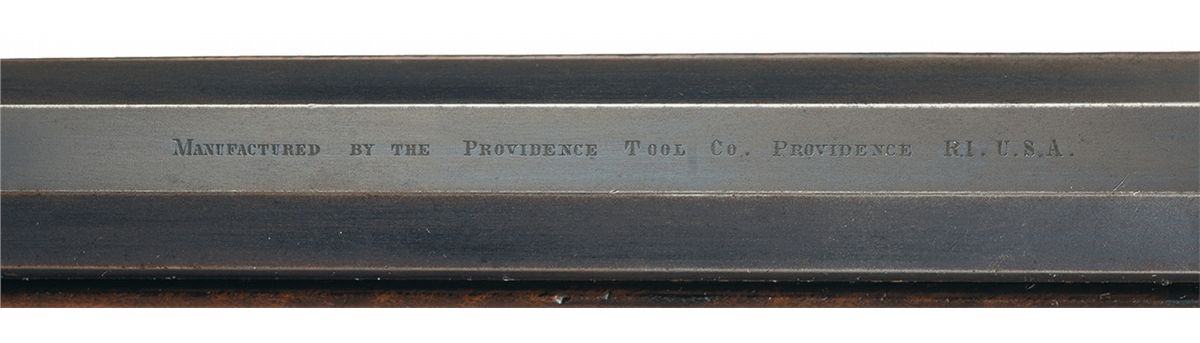 Manufactured by the Providence Tool Co. Providence R.I. U.S.A.